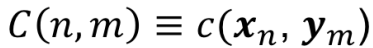 C(n, m) ≡ c(𝒙ₙ, 𝒚ₘ)